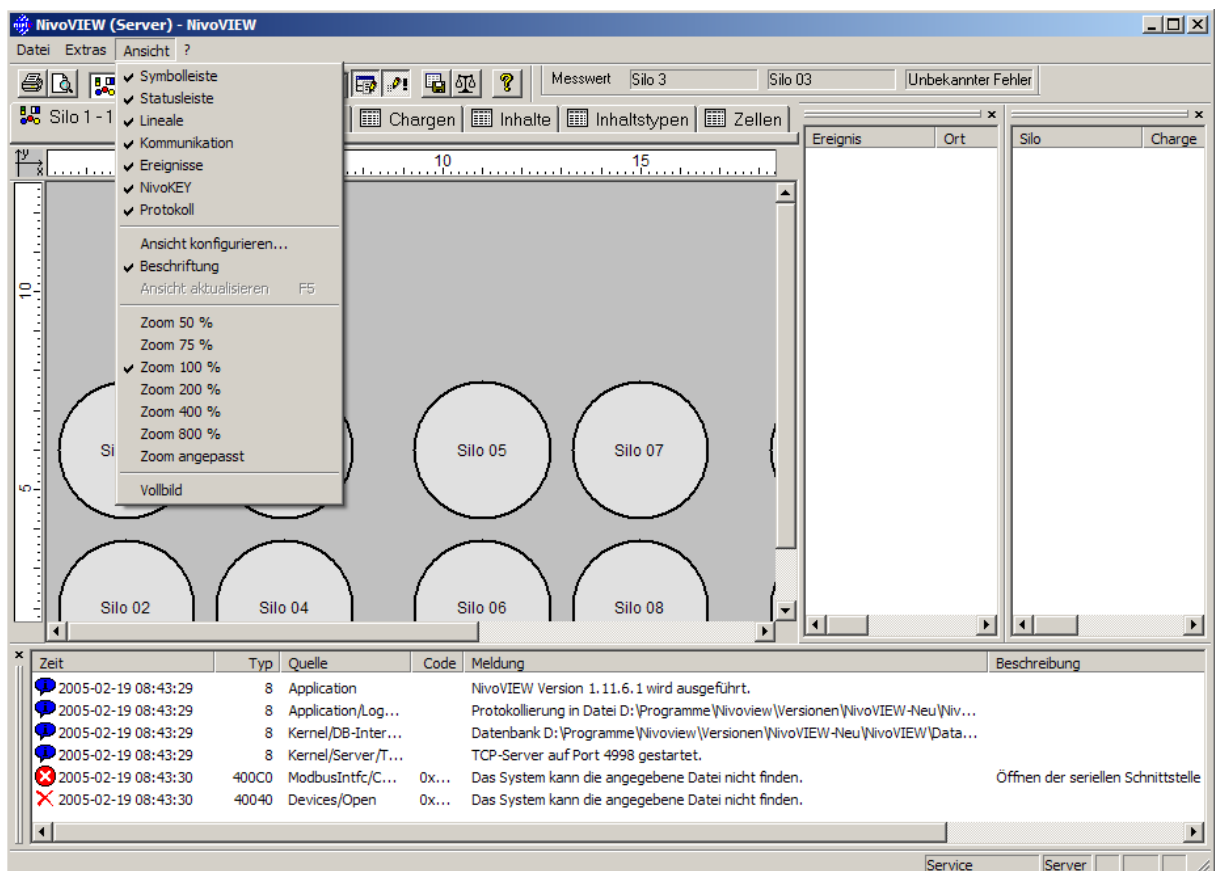 NivoVIEW (Server) - NivoVIEW
Datei Extras Ansicht ?
Messwert Silo 3 Silo 03 Unbekannter Fehler
Silo 1 - 1
Chargen Inhalte Inhaltstypen Zellen
Symbolleiste
Statusleiste
Lineale
Kommunikation
Ereignisse
NivoKEY
Protokoll
Ansicht konfigurieren...
Beschriftung
Ansicht aktualisieren F5
Zoom 50 %
Zoom 75 %
Zoom 100 %
Zoom 200 %
Zoom 400 %
Zoom 800 %
Zoom angepasst
Vollbild
y
x
10 15
10
5
Ereignis Ort
Silo Charge
Si
Silo 05 Silo 07
Silo 02 Silo 04 Silo 06 Silo 08
Zeit Typ Quelle Code Meldung Beschreibung
2005-02-19 08:43:29 8 Application NivoVIEW Version 1.11.6.1 wird ausgeführt.
2005-02-19 08:43:29 8 Application/Log... Protokollierung in Datei D:\Programme\Nivoview\Versionen\NivoVIEW-Neu\Niv...
2005-02-19 08:43:29 8 Kernel/DB-Inter... Datenbank D:\Programme\Nivoview\Versionen\NivoVIEW-Neu\NivoVIEW\Data...
2005-02-19 08:43:29 8 Kernel/Server/T... TCP-Server auf Port 4998 gestartet.
2005-02-19 08:43:30 400C0 ModbusIntfc/C... 0x... Das System kann die angegebene Datei nicht finden. Öffnen der seriellen Schnittstelle
2005-02-19 08:43:30 40040 Devices/Open 0x... Das System kann die angegebene Datei nicht finden.
Service Server